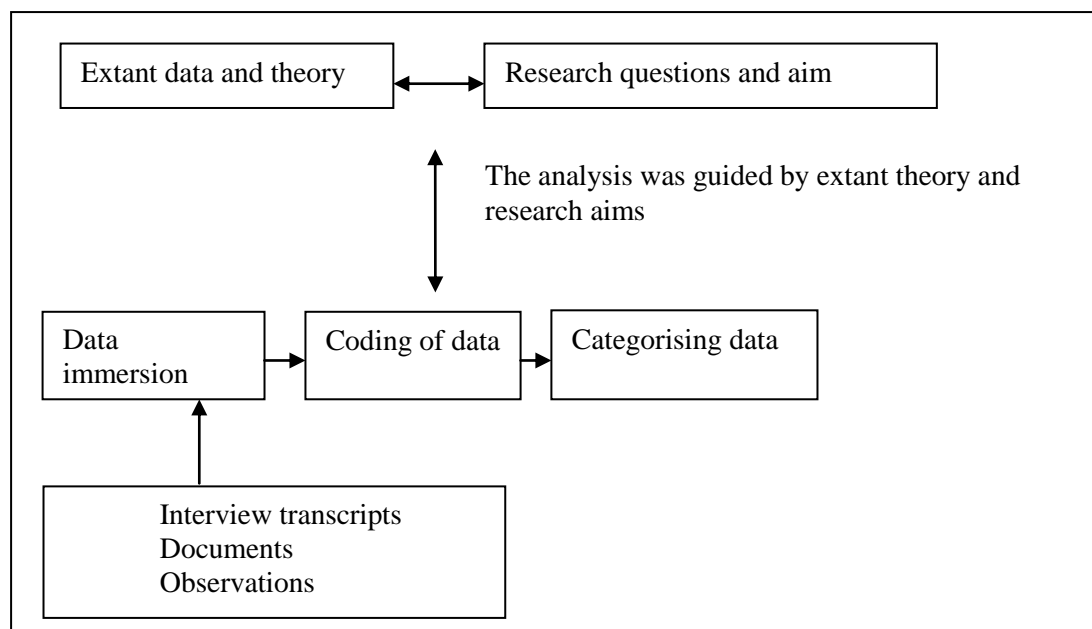 Extant data and theory
Research questions and aim
The analysis was guided by extant theory and
research aims
Data
immersion
Coding of data
Categorising data
Interview transcripts
Documents
Observations